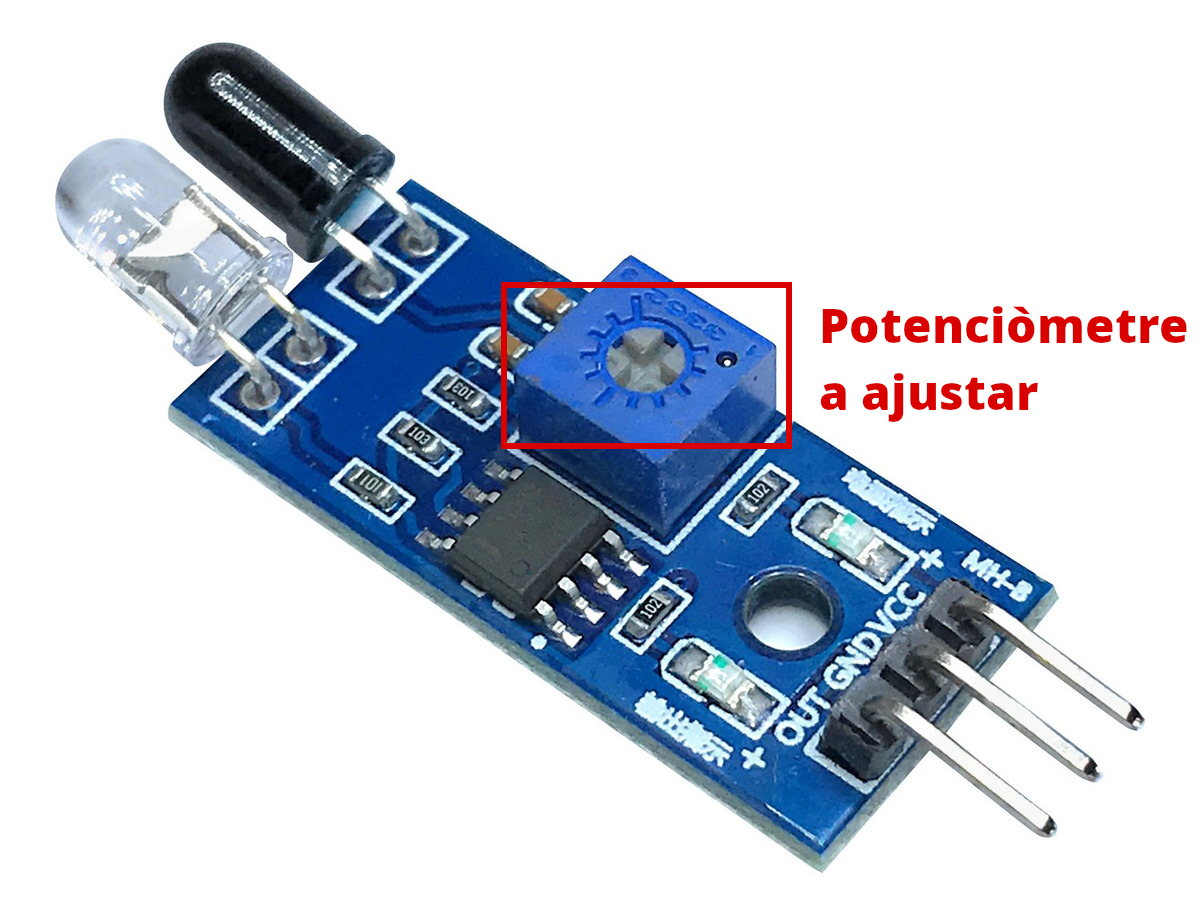 Potenciòmetre
a ajustar
103
103
101
102
102
MH-B
VCC
GND
OUT
+
+